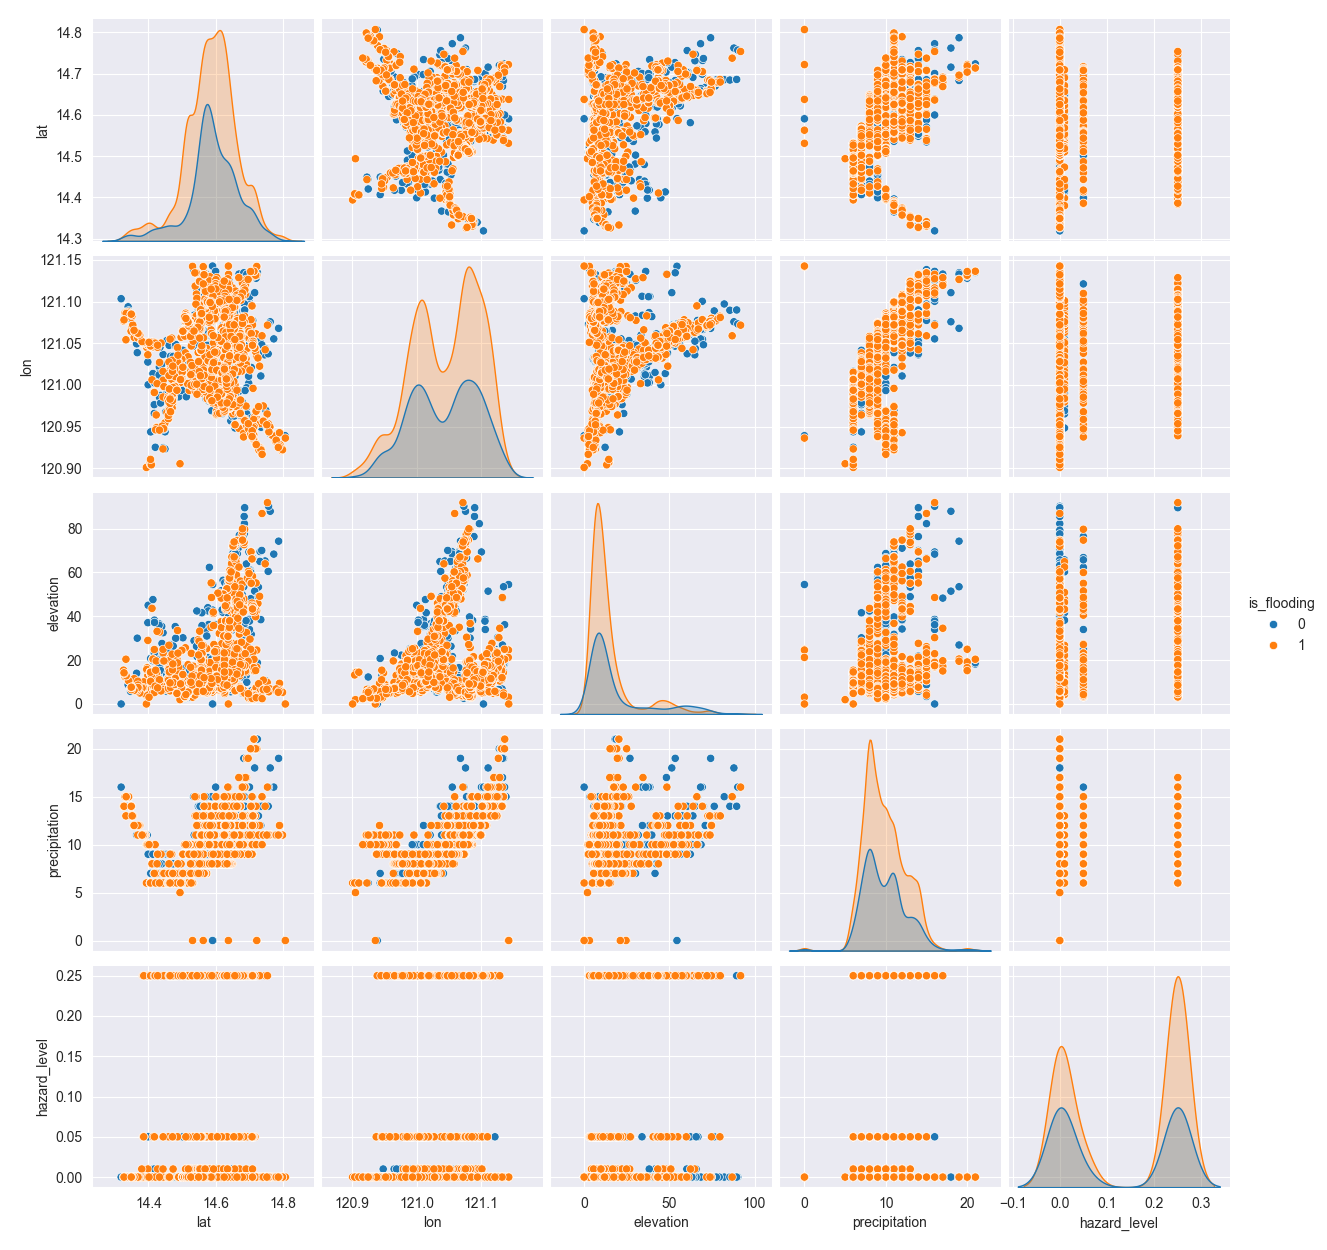 14.8
14.7
14.6
14.5
14.4
14.3
lat
121.15
121.10
121.05
121.00
120.95
120.90
lon
80
60
40
20
0
elevation
is_flooding
0
1
20
15
10
5
0
precipitation
0.25
0.20
0.15
0.10
0.05
0.00
hazard_level
14.4 14.6 14.8
120.9 121.0 121.1
0 50 100
0 10 20
−0.1 0.0 0.1 0.2 0.3
lat
lon
elevation
precipitation
hazard_level